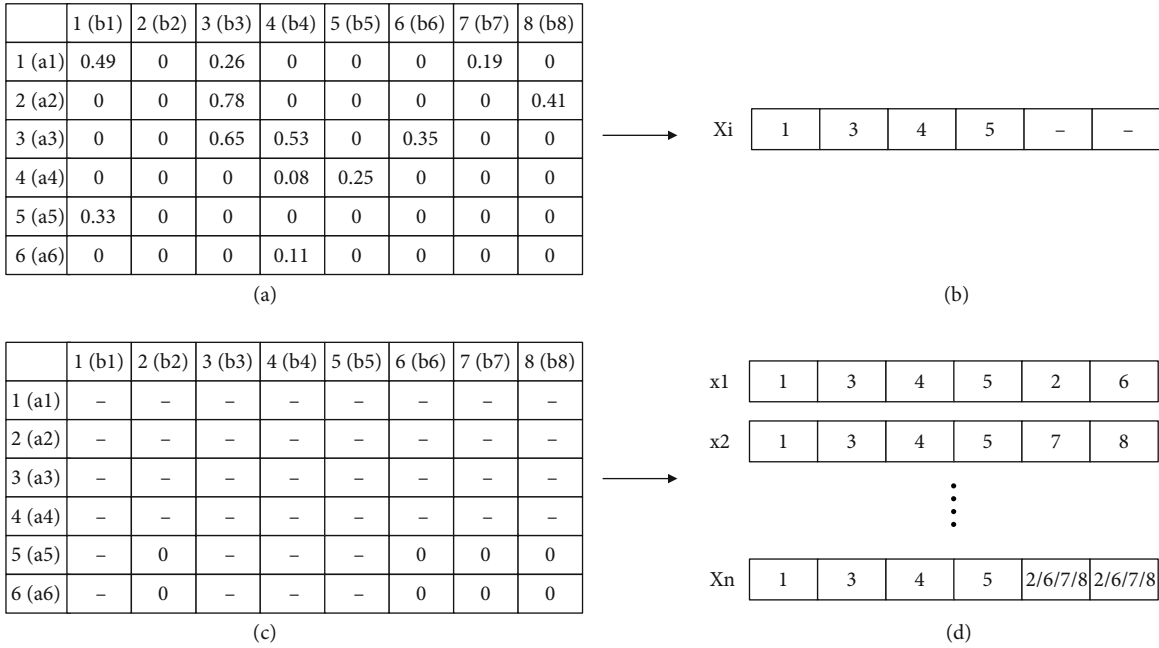 1 (b1) 2 (b2) 3 (b3) 4 (b4) 5 (b5) 6 (b6) 7 (b7) 8 (b8)
1 (a1) 0.49 0 0.26 0 0 0 0.19 0
2 (a2) 0 0 0.78 0 0 0 0 0.41
3 (a3) 0 0 0.65 0.53 0 0.35 0 0
4 (a4) 0 0 0 0.08 0.25 0 0 0
5 (a5) 0.33 0 0 0 0 0 0 0
6 (a6) 0 0 0 0.11 0 0 0 0
(a)
Xi 1 3 4 5 – –
(b)
1 (b1) 2 (b2) 3 (b3) 4 (b4) 5 (b5) 6 (b6) 7 (b7) 8 (b8)
1 (a1) – – – – – – – –
2 (a2) – – – – – – – –
3 (a3) – – – – – – – –
4 (a4) – – – – – – – –
5 (a5) – 0 – – – 0 0 0
6 (a6) – 0 – – – 0 0 0
(c)
x1 1 3 4 5 2 6
x2 1 3 4 5 7 8
Xn 1 3 4 5 2/6/7/8 2/6/7/8
(d)